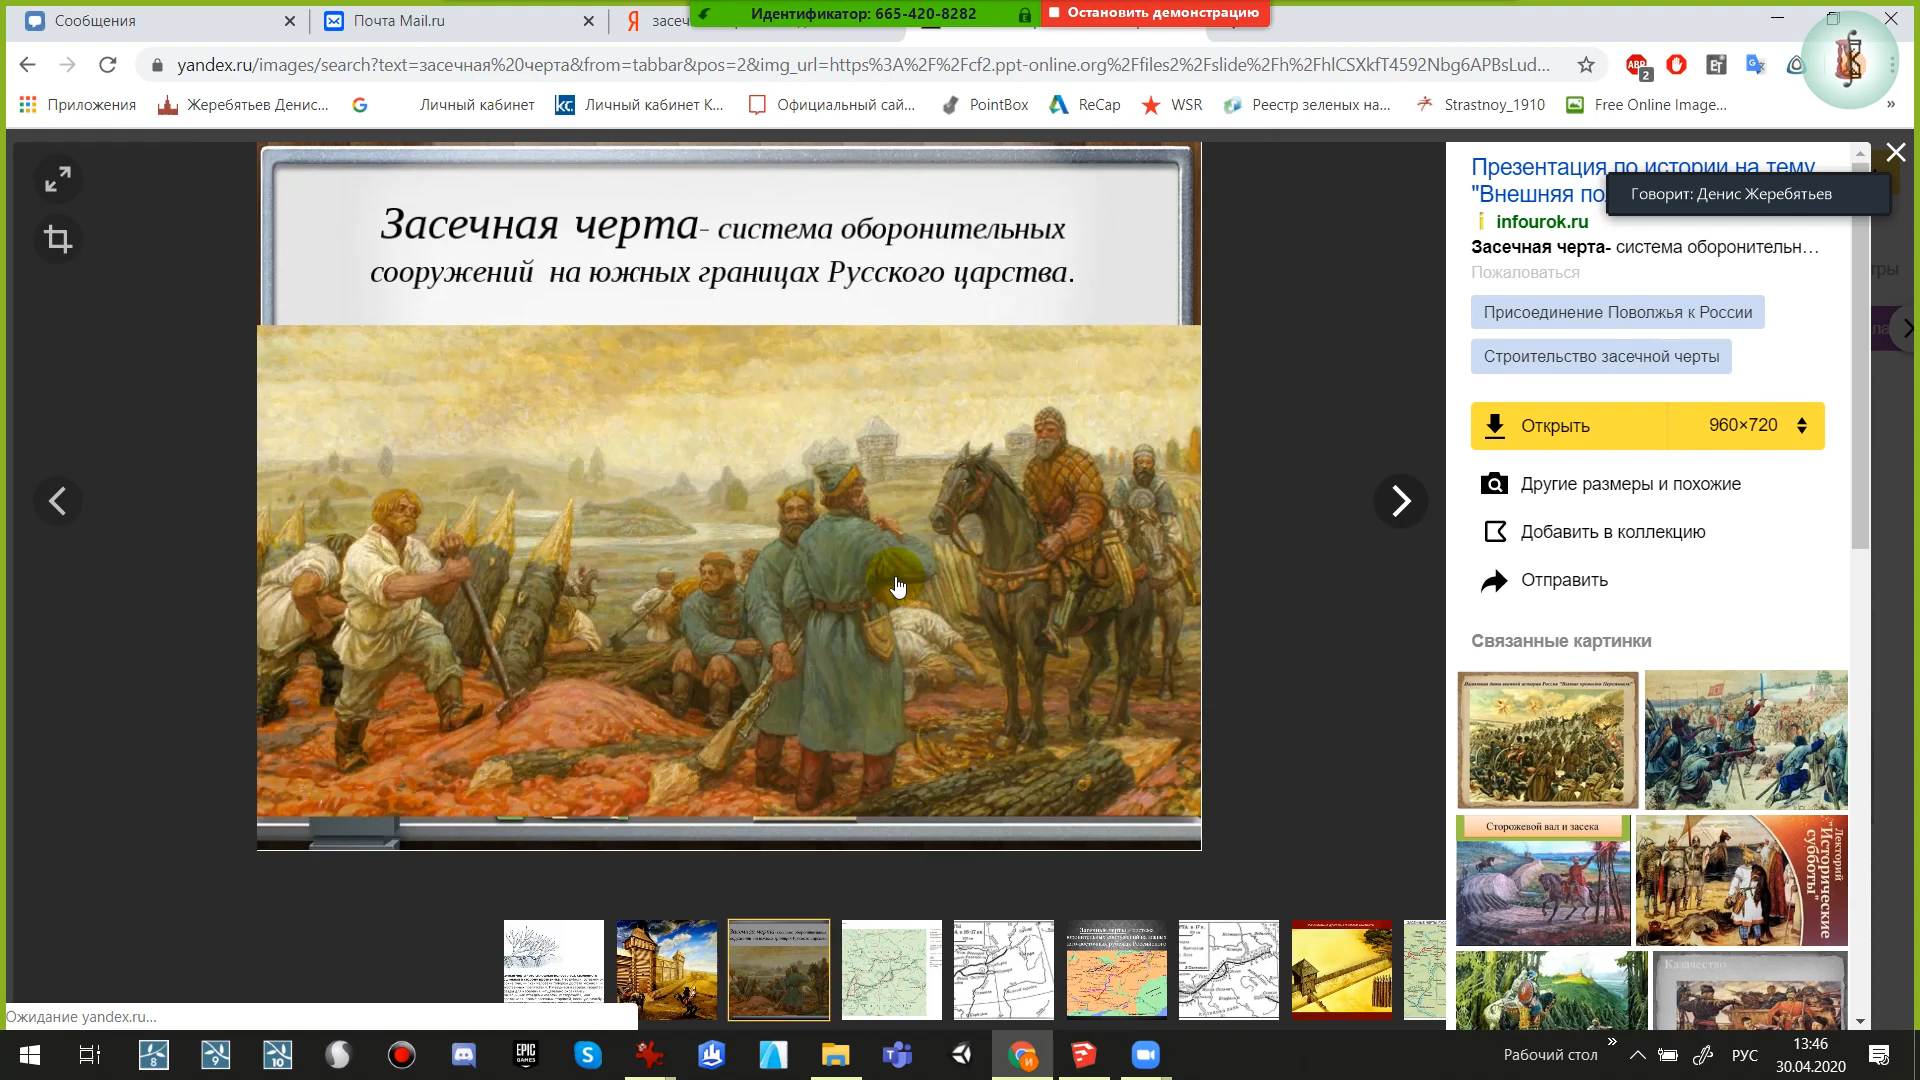 Сообщения
Почта Mail.ru
засеч
Идентификатор: 665-420-8282
Остановить демонстрацию
yandex.ru/images/search?text=засечная%20черта&from=tabbar&pos=2&img_url=https%3A%2F%2Fcf2.ppt-online.org%2Ffiles2%2Fslide%2Fh%2FhlCSXkfT4592Nbg6APBsLud...
Приложения
Жеребятьев Денис...
Личный кабинет
Личный кабинет К...
Официальный сай...
PointBox
ReCap
WSR
Реестр зеленых на...
Strastnoy_1910
Free Online Image...
»
Засечная черта- система оборонительных
сооружений на южных границах Русского царства.
Презентация по истории на тему
"Внешняя по
Говорит: Денис Жеребятьев
infourok.ru
Засечная черта- система оборонительн...
Пожаловаться
Присоединение Поволжья к России
Строительство засечной черты
Открыть
960×720
Другие размеры и похожие
Добавить в коллекцию
Отправить
Связанные картинки
Сторожевой вал и засека
Лекторий
"Исторические
субботы"
Казачество
Ожидание yandex.ru...
Рабочий стол
»
РУС
13:46
30.04.2020